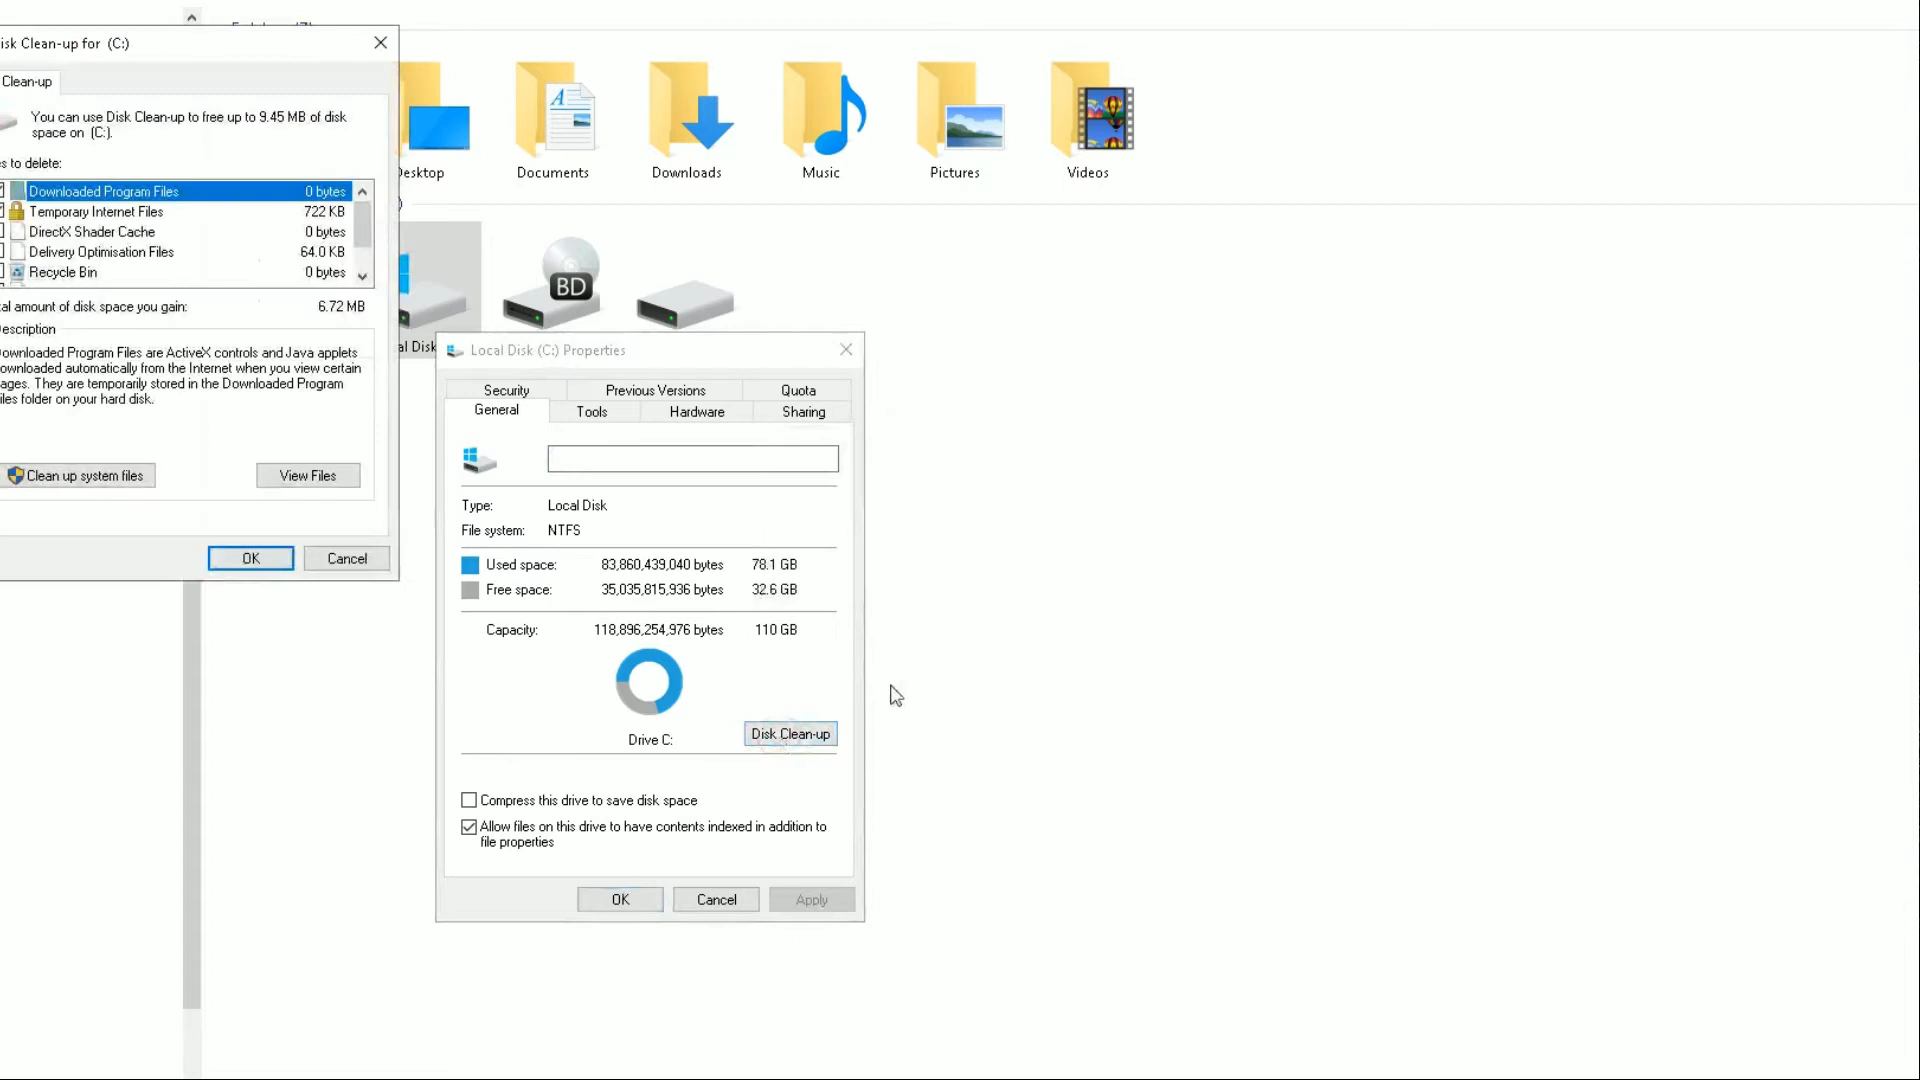 isk Clean-up for (C:)
Clean-up
You can use Disk Clean-up to free up to 9.45 MB of disk
space on (C:).
es to delete:
Downloaded Program Files 0 bytes
Temporary Internet Files 722 KB
DirectX Shader Cache 0 bytes
Delivery Optimisation Files 64.0 KB
Recycle Bin 0 bytes
tal amount of disk space you gain: 6.72 MB
escription
ownloaded Program Files are ActiveX controls and Java applets
ownloaded automatically from the Internet when you view certain
ages. They are temporarily stored in the Downloaded Program
iles folder on your hard disk.
Clean up system files
View Files
OK
Cancel
Desktop
Documents
Downloads
Music
Pictures
Videos
BD
al Disk
Local Disk (C:) Properties
Security
Previous Versions
Quota
General
Tools
Hardware
Sharing
Type: Local Disk
File system: NTFS
Used space: 83,860,439,040 bytes 78.1 GB
Free space: 35,035,815,936 bytes 32.6 GB
Capacity: 118,896,254,976 bytes 110 GB
Drive C:
Disk Clean-up
Compress this drive to save disk space
Allow files on this drive to have contents indexed in addition to
file properties
OK
Cancel
Apply